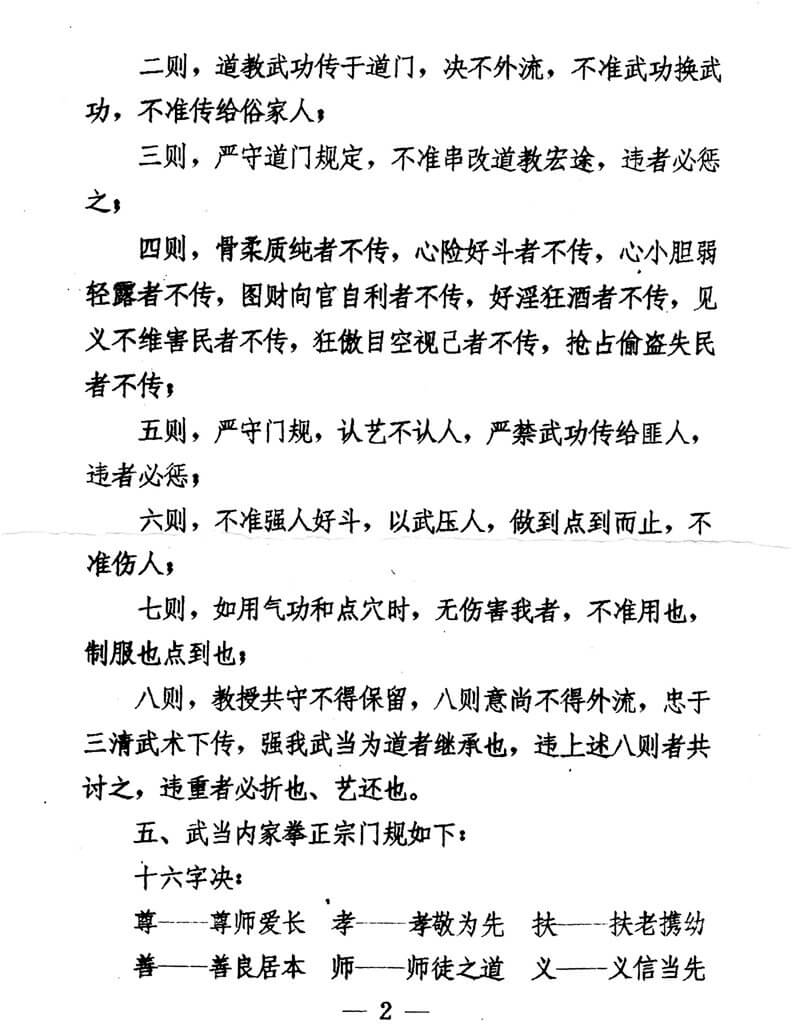 二则，道教武功传于道门，决不外流，不准武功换武
功，不准传给俗家人；
三则，严守道门规定，不准串改道教宏途，违者必惩
之；
四则，骨柔质纯者不传，心险好斗者不传，心小胆弱
轻露者不传，图财向官自利者不传，好淫狂酒者不传，见
义不维害民者不传，狂傲目空视己者不传，抢占偷盗失民
者不传；
五则，严守门规，认艺不认人，严禁武功传给匪人，
违者必惩；
六则，不准强人好斗，以武压人，做到点到而止，不
准伤人；
七则，如用气功和点穴时，无伤害我者，不准用也，
制服也点到也；
八则，教授共守不得保留，八则意尚不得外流，忠于
三清武术下传，强我武当为道者继承也，违上述八则者共
讨之，违重者必折也、艺还也。
五、武当内家拳正宗门规如下：
十六字决：
尊——尊师爱长 孝——孝敬为先 扶——扶老携幼
善——善良居本 师——师徒之道 义——义信当先
— 2 —